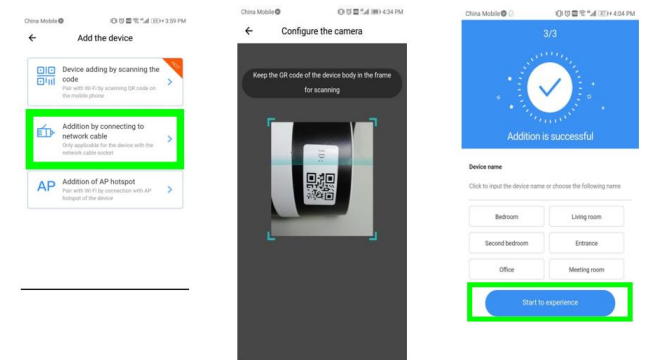 China Mobile
3:59 PM
Add the device
Device adding by scanning the
code
Pair with Wi-Fi by scanning QR code on
the mobile phone
HOT
Addition by connecting to
network cable
Only applicable for the device with the
network cable socket
AP
Addition of AP hotspot
Pair with Wi-Fi by connection with AP
hotspot of the device
China Mobile
4:34 PM
Configure the camera
Keep the GR code of the device body in the frame
for scanning
ID:
China Mobile
4:04 PM
3/3
Addition is successful
Device name
Click to input the device name or choose the following name
Bedroom
Living room
Second bedroom
Entrance
Office
Meeting room
Start to experience